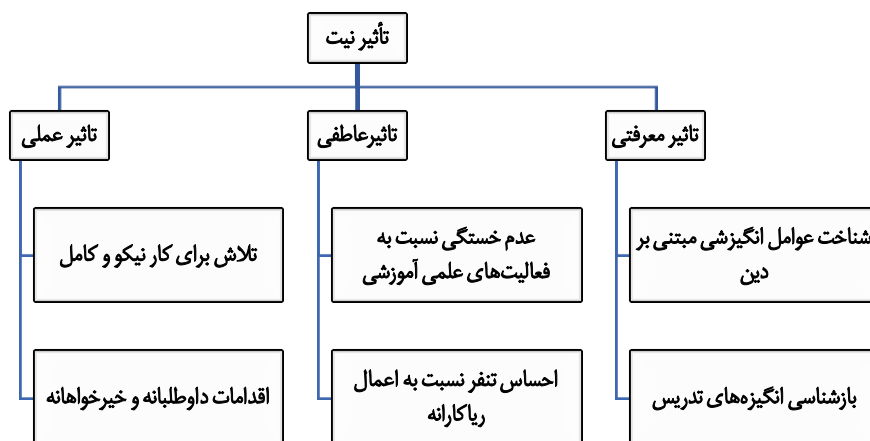 تأثیر نیت
تاثیر معرفتی
تاثیرعاطفی
تاثیر عملی
شناخت عوامل انگیزشی مبتنی بر
دین
عدم خستگی نسبت به
فعالیت‌های علمی آموزشی
تلاش برای کار نیکو و کامل
بازشناسی انگیزه‌های تدریس
احساس تنفر نسبت به اعمال
ریاکارانه
اقدامات داوطلبانه و خیرخواهانه